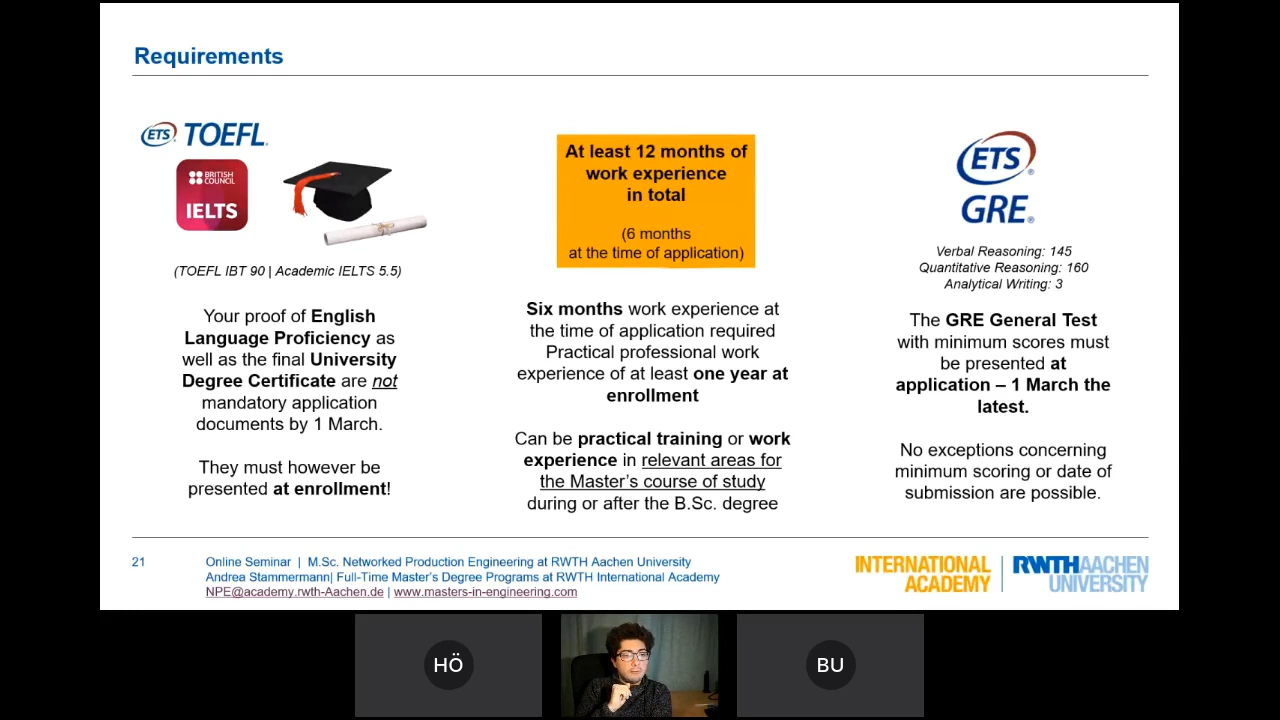 Requirements
ETS TOEFL
BRITISH
COUNCIL
IELTS
(TOEFL IBT 90 | Academic IELTS 5.5)
Your proof of English
Language Proficiency as
well as the final University
Degree Certificate are not
mandatory application
documents by 1 March.
They must however be
presented at enrollment!
At least 12 months of
work experience
in total
(6 months
at the time of application)
Six months work experience at
the time of application required
Practical professional work
experience of at least one year at
enrollment
Can be practical training or work
experience in relevant areas for
the Master's course of study
during or after the B.Sc. degree
ETS
GRE
Verbal Reasoning: 145
Quantitative Reasoning: 160
Analytical Writing: 3
The GRE General Test
with minimum scores must
be presented at
application – 1 March the
latest.
No exceptions concerning
minimum scoring or date of
submission are possible.
21
Online Seminar | M.Sc. Networked Production Engineering at RWTH Aachen University
Andrea Stammermann| Full-Time Master's Degree Programs at RWTH International Academy
NPE@academy.rwth-Aachen.de | www.masters-in-engineering.com
INTERNATIONAL
ACADEMY
RWTHAACHEN
UNIVERSITY
HÖ
BU